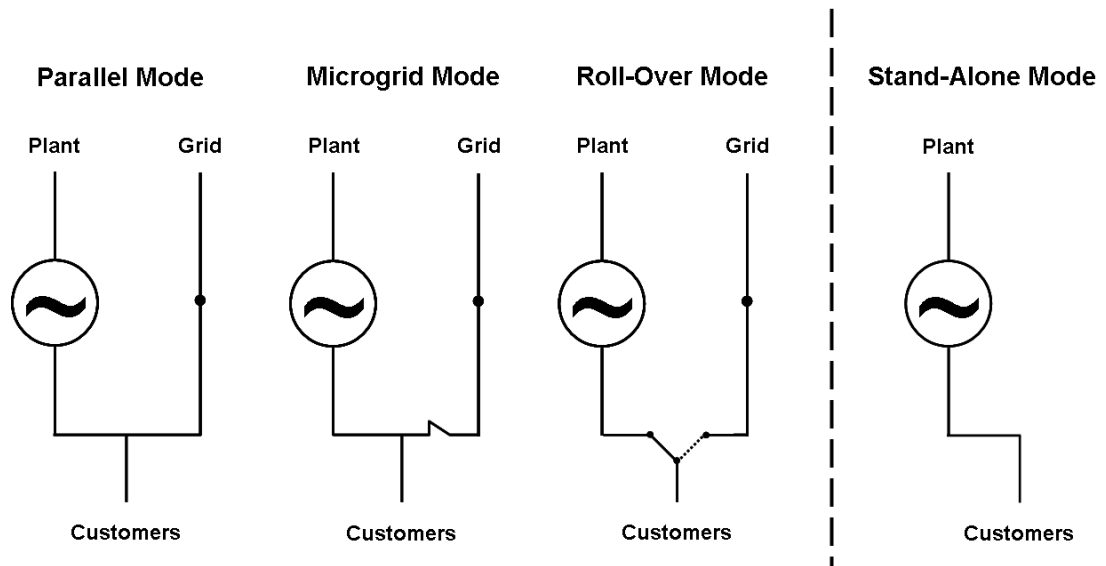 Parallel Mode
Microgrid Mode
Roll-Over Mode
Stand-Alone Mode
Plant
Grid
Plant
Grid
Plant
Grid
Plant
Customers
Customers
Customers
Customers